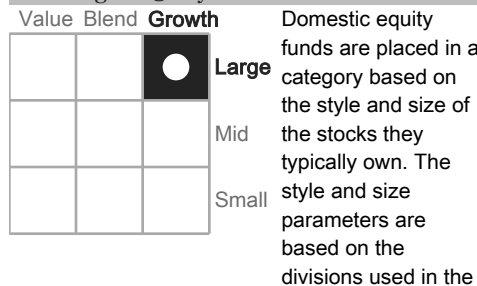 Value Blend Growth
Large
Mid
Small
Domestic equity
funds are placed in a
category based on
the style and size of
the stocks they
typically own. The
style and size
parameters are
based on the
divisions used in the